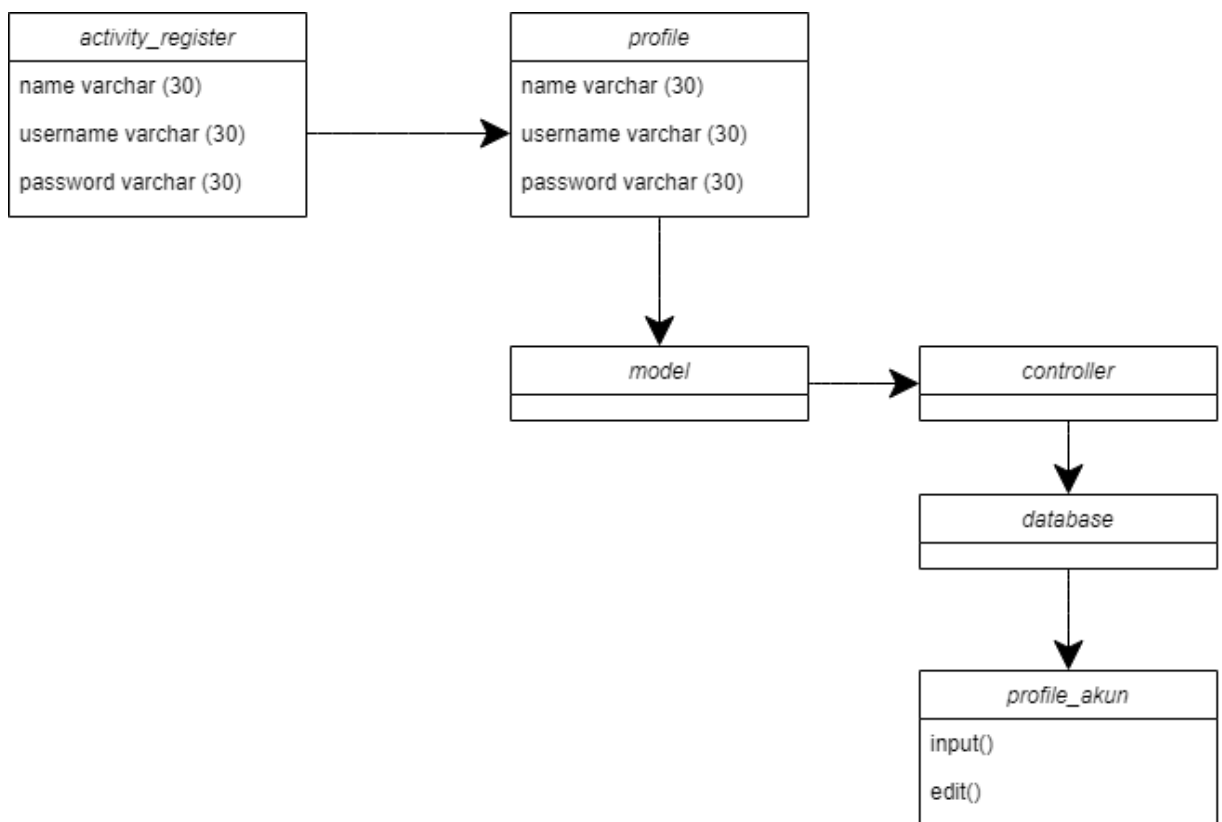 activity_register
name varchar (30)
username varchar (30)
password varchar (30)
profile
name varchar (30)
username varchar (30)
password varchar (30)
model
controller
database
profile_akun
input()
edit()